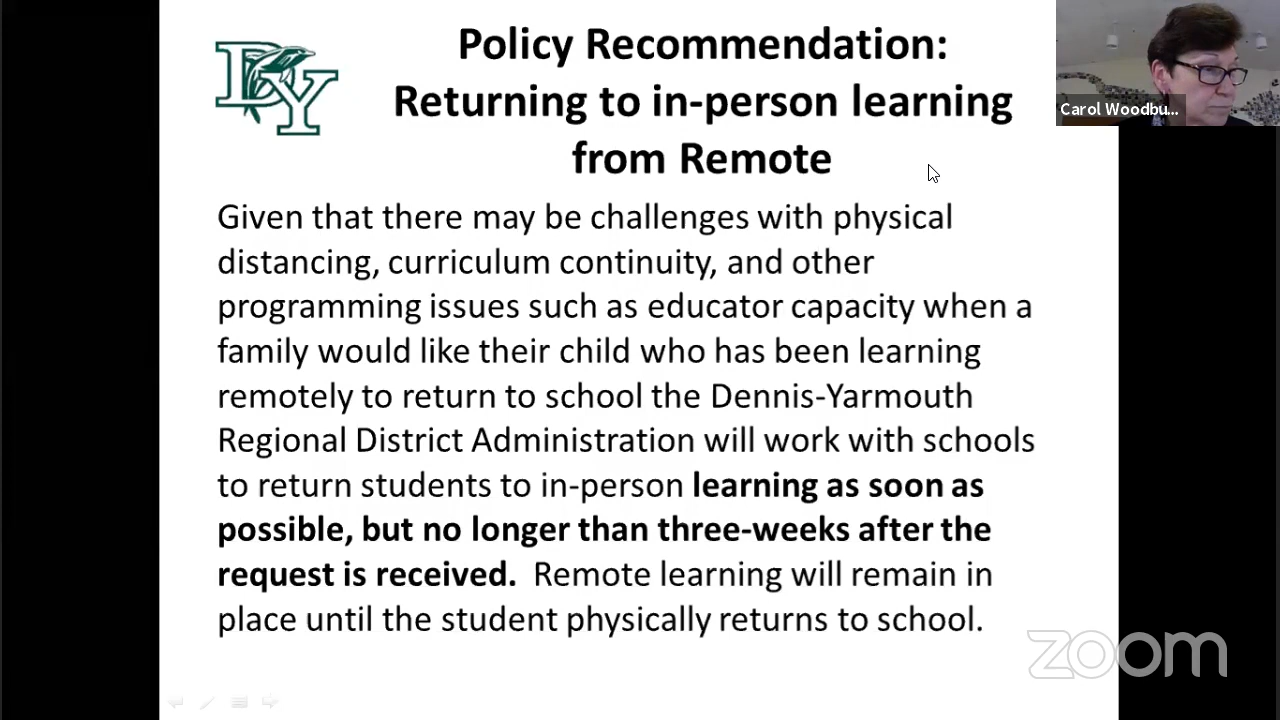 DY
Policy Recommendation:
Returning to in-person learning
from Remote
Carol Woodbu...
Given that there may be challenges with physical
distancing, curriculum continuity, and other
programming issues such as educator capacity when a
family would like their child who has been learning
remotely to return to school the Dennis-Yarmouth
Regional District Administration will work with schools
to return students to in-person learning as soon as
possible, but no longer than three-weeks after the
request is received.  Remote learning will remain in
place until the student physically returns to school.
zoom